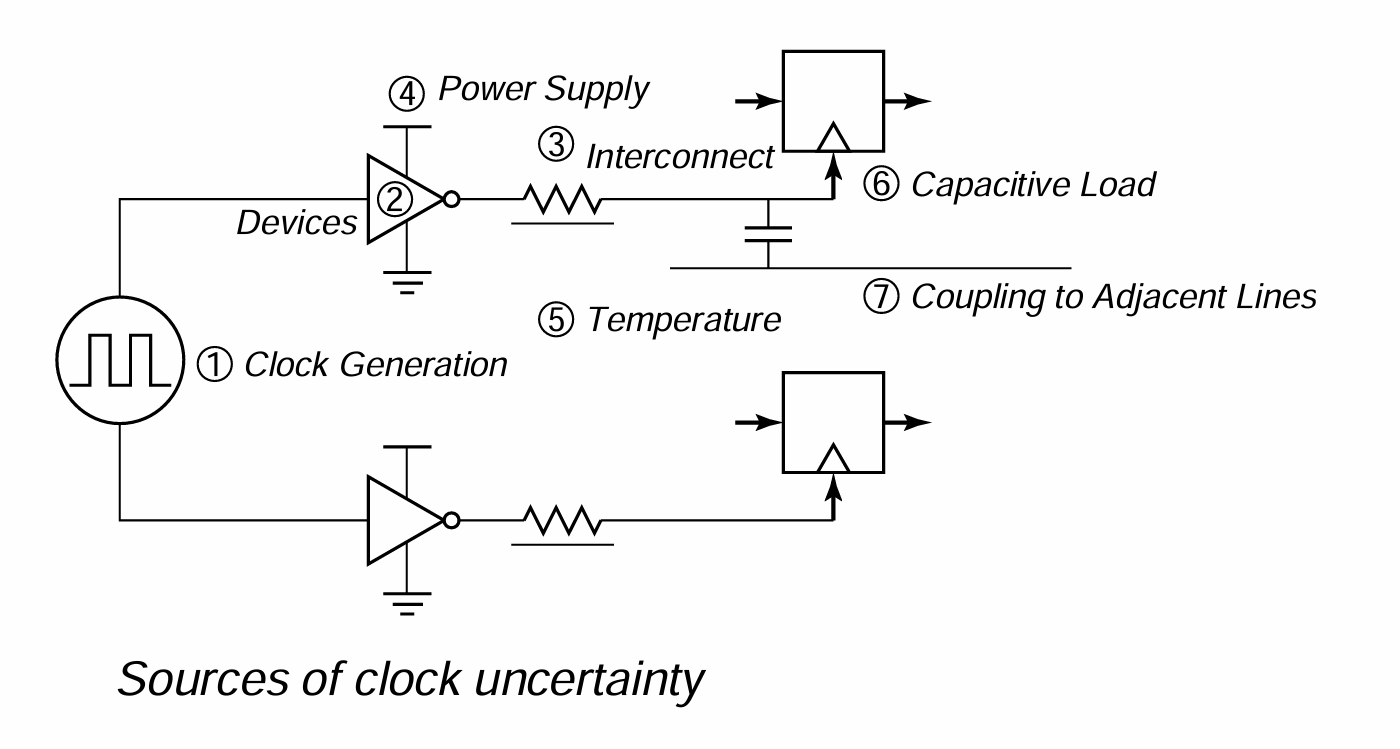 ④ Power Supply
③ Interconnect
② Devices
⑥ Capacitive Load
⑦ Coupling to Adjacent Lines
⑤ Temperature
① Clock Generation
Sources of clock uncertainty